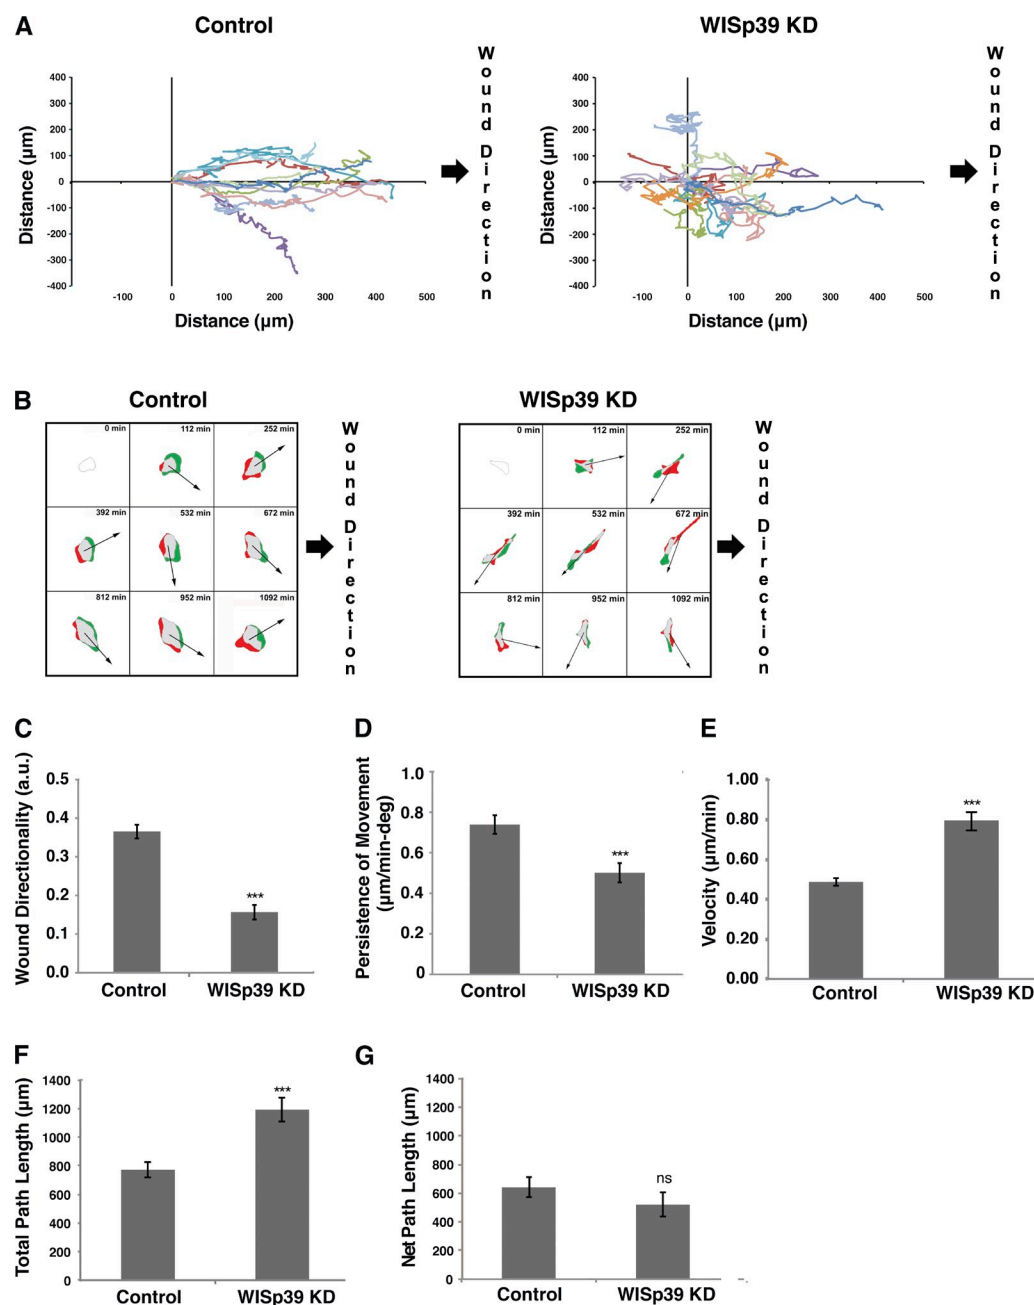 A
Control
WISp39 KD
Distance (µm)
400
300
200
100
0
-100
-200
-300
-400
-100
0
100
200
300
400
500
Distance (µm)
Wound Direction
Distance (µm)
400
300
200
100
0
-100
-200
-300
-400
-100
0
100
200
300
400
500
Distance (µm)
Wound Direction
B
Control
WISp39 KD
0 min
112 min
252 min
392 min
532 min
672 min
812 min
952 min
1092 min
Wound Direction
0 min
112 min
252 min
392 min
532 min
672 min
812 min
952 min
1092 min
Wound Direction
C
Wound Directionality (a.u.)
0.5
0.4
0.3
0.2
0.1
0.0
***
Control
WISp39 KD
D
Persistence of Movement
(µm/min-deg)
1.0
0.8
0.6
0.4
0.2
0
***
Control
WISp39 KD
E
Velocity (µm/min)
1.00
0.80
0.60
0.40
0.20
0.00
***
Control
WISp39 KD
F
Total Path Length (µm)
1400
1200
1000
800
600
400
200
0
***
Control
WISp39 KD
G
Net Path Length (µm)
1400
1200
1000
800
600
400
200
0
ns
Control
WISp39 KD